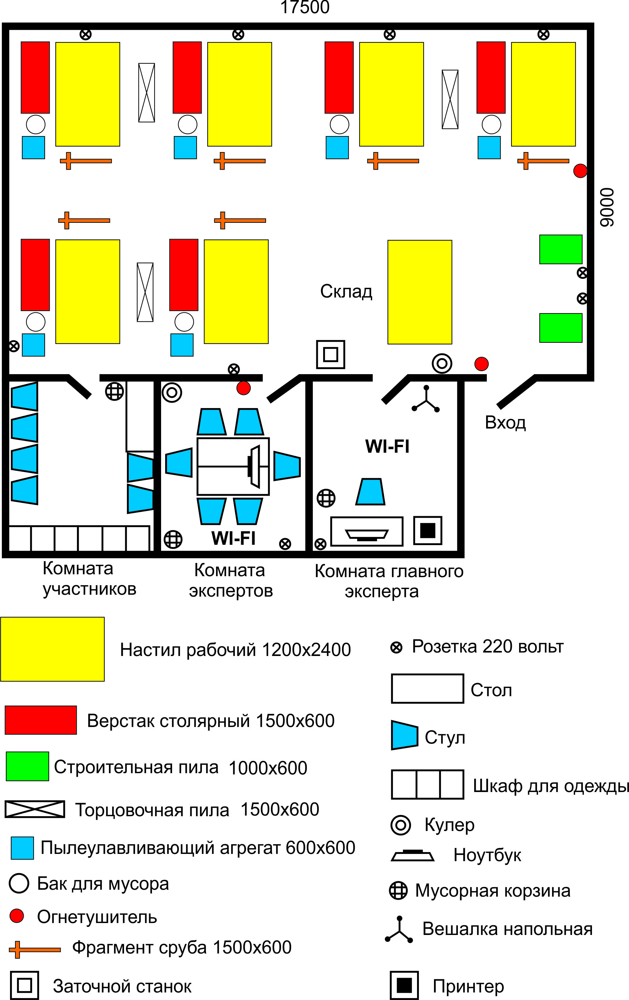 17500
9000
Склад
Вход
WI-FI
WI-FI
Комната
участников
Комната
экспертов
Комната главного
эксперта
Настил рабочий 1200х2400
Верстак столярный 1500х600
Строительная пила 1000х600
Торцовочная пила 1500х600
Пылеулавливающий агрегат 600х600
Бак для мусора
Огнетушитель
Фрагмент сруба 1500х600
Заточной станок
Розетка 220 вольт
Стол
Стул
Шкаф для одежды
Кулер
Ноутбук
Мусорная корзина
Вешалка напольная
Принтер